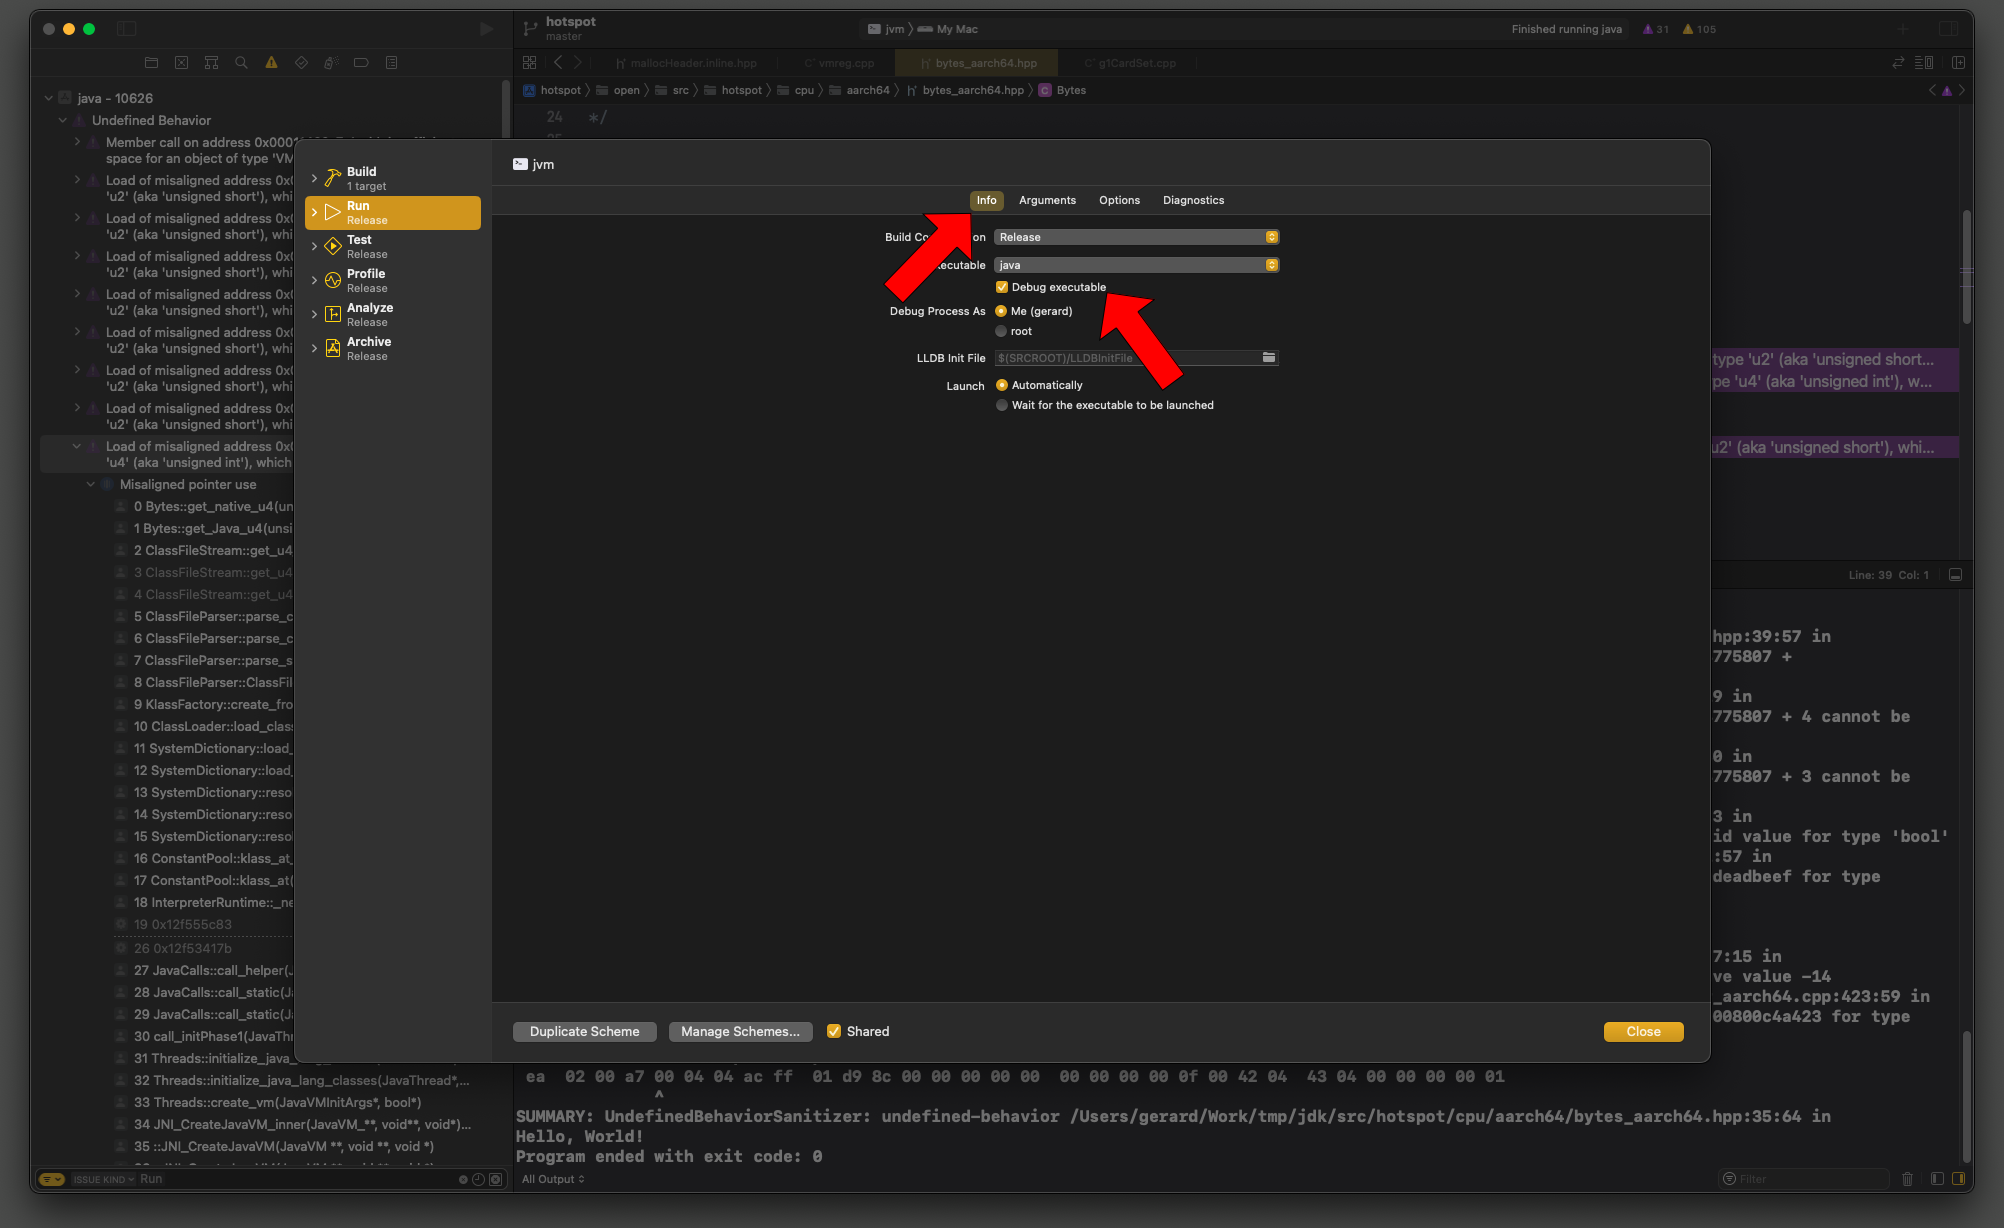 hotspot
master
jvm
My Mac
Finished running java
31
105
mallocHeader.inline.hpp
vmreg.cpp
bytes_aarch64.hpp
g1CardSet.cpp
hotspot
open
src
hotspot
cpu
aarch64
bytes_aarch64.hpp
Bytes
24 */
java - 10626
Undefined Behavior
Member call on address
space for an object of type 'VM
Load of misaligned address 0x0
'u2' (aka 'unsigned short'), whi
Load of misaligned address 0x0
'u2' (aka 'unsigned short'), whi
Load of misaligned address 0x0
'u2' (aka 'unsigned short'), whi
Load of misaligned address 0x0
'u2' (aka 'unsigned short'), whi
Load of misaligned address 0x0
'u2' (aka 'unsigned short'), whi
Load of misaligned address 0x0
'u2' (aka 'unsigned short'), whi
Load of misaligned address 0x0
'u2' (aka 'unsigned short'), whi
Load of misaligned address 0x0
'u4' (aka 'unsigned int'), which
Misaligned pointer use
0 Bytes::get_native_u4(un
1 Bytes::get_Java_u4(unsi
2 ClassFileStream::get_u4
3 ClassFileStream::get_u4
4 ClassFileStream::get_u4
5 ClassFileParser::parse_c
6 ClassFileParser::parse_c
7 ClassFileParser::parse_s
8 ClassFileParser::ClassFil
9 KlassFactory::create_fro
10 ClassLoader::load_clas
11 SystemDictionary::load_
12 SystemDictionary::load_
13 SystemDictionary::reso
14 SystemDictionary::reso
15 SystemDictionary::resol
16 ConstantPool::klass_at_
17 ConstantPool::klass_at(
18 InterpreterRuntime::_ne
19 0x12f555c83
26 0x12f53417b
27 JavaCalls::call_helper(J
28 JavaCalls::call_static(Ja
29 JavaCalls::call_static(Ja
30 call_initPhase1(JavaThr
31 Threads::initialize_java_
32 Threads::initialize_java_lang_classes(JavaThread*,...
33 Threads::create_vm(JavaVMInitArgs*, bool*)
34 JNI_CreateJavaVM_inner(JavaVM_**, void**, void*)...
35 ::JNI_CreateJavaVM(JavaVM **, void **, void *)
ISSUE KIND
Run
Build
1 target
Run
Release
Test
Release
Profile
Release
Analyze
Release
Archive
Release
jvm
Info
Arguments
Options
Diagnostics
Build Co on
Release
ecutable
java
Debug executable
Debug Process As
Me (gerard)
root
LLDB Init File
$(SRCROOT)/LLDBInitFile
Launch
Automatically
Wait for the executable to be launched
Duplicate Scheme
Manage Schemes...
Shared
Close
type 'u2' (aka 'unsigned short...
pe 'u4' (aka 'unsigned int'), w...
u2' (aka 'unsigned short'), whi...
Line: 39 Col: 1
hpp:39:57 in
775807 +
9 in
775807 + 4 cannot be
0 in
775807 + 3 cannot be
3 in
id value for type 'bool'
:57 in
deadbeef for type
7:15 in
ve value -14
_aarch64.cpp:423:59 in
00800c4a423 for type
ea 02 00 a7 00 04 04 ac ff 01 d9 8c 00 00 00 00 00 00 00 00 00 0f 00 42 04 43 04 00 00 00 00 01
^
SUMMARY: UndefinedBehaviorSanitizer: undefined-behavior /Users/gerard/Work/tmp/jdk/src/hotspot/cpu/aarch64/bytes_aarch64.hpp:35:64 in
Hello, World!
Program ended with exit code: 0
All Output
Filter